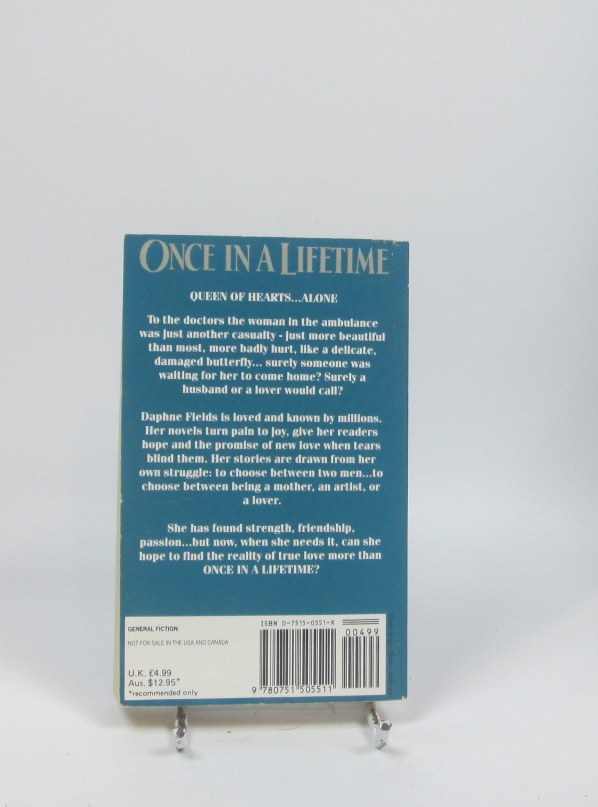 ONCE IN A LIFETIME
QUEEN OF HEARTS...ALONE
To the doctors the woman in the ambulance
was just another casualty - just more beautiful
than most, more badly hurt, like a delicate,
damaged butterfly... surely someone was
waiting for her to come home? Surely a
husband or a lover would call?
Daphne Fields is loved and known by millions.
Her novels turn pain to joy, give her readers
hope and the promise of new love when tears
blind them. Her stories are drawn from her
own struggle: to choose between two men...to
choose between being a mother, an artist, or
a lover.
She has found strength, friendship,
passion...but now, when she needs it, can she
hope to find the reality of true love more than
ONCE IN A LIFETIME?
GENERAL FICTION
NOT FOR SALE IN THE USA AND CANADA
U.K. £4.99
Aus. $12.95*
*recommended only
ISBN 0-7515-0551-X
00499
9 780751 505511